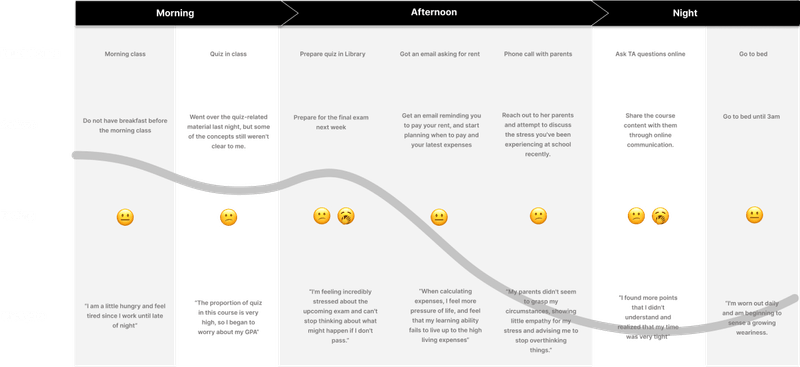 Morning
Afternoon
Night
Morning class
Quiz in class
Prepare quiz in Library
Got an email asking for rent
Phone call with parents
Ask TA questions online
Go to bed
Do not have breakfast before
the morning class
Went over the quiz-related
material last night, but some
of the concepts still weren't
clear to me.
Prepare for the final exam
next week
Get an email reminding you
to pay your rent, and start
planning when to pay and
your latest expenses
Reach out to her parents
and attempt to discuss
the stress you've been
experiencing at school
recently.
Share the course
content with them
through online
communication.
Go to bed until 3am
"I am a little hungry and feel
tired since I work until late
of night"
"The proportion of quiz
in this course is very
high, so I began to
worry about my GPA"
"I'm feeling incredibly
stressed about the
upcoming exam and can't
stop thinking about what
might happen if I don't
pass."
"When calculating
expenses, I feel more
pressure of life, and feel
that my learning ability
fails to live up to the high
living expenses"
"My parents didn't seem
to grasp my
circumstances, showing
little empathy for my
stress and advising me to
stop overthinking
things."
"I found more points
that I didn't
understand and
realized that my time
was very tight"
"I'm worn out daily
and am beginning to
sense a growing
weariness.